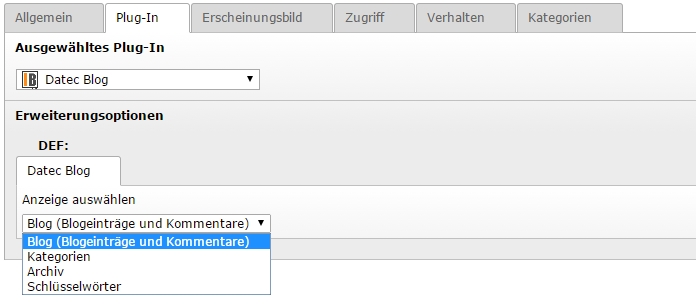 Allgemein Plug-In Erscheinungsbild Zugriff Verhalten Kategorien
Ausgewähltes Plug-In
Datec Blog
Erweiterungsoptionen
DEF:
Datec Blog
Anzeige auswählen
Blog (Blogeinträge und Kommentare)
Blog (Blogeinträge und Kommentare)
Kategorien
Archiv
Schlüsselwörter